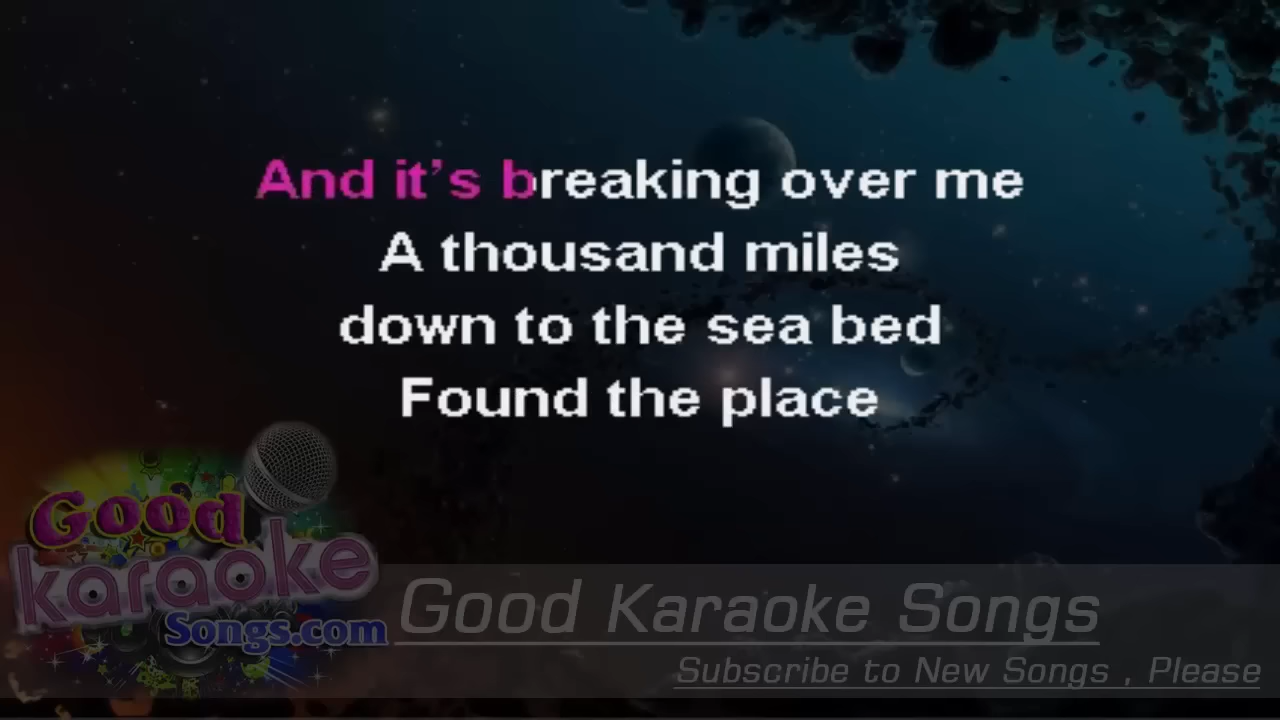 And it's breaking over me
A thousand miles
down to the sea bed
Found the place
Good
karaoke
Songs.com
Good Karaoke Songs
Subscribe to New Songs , Please